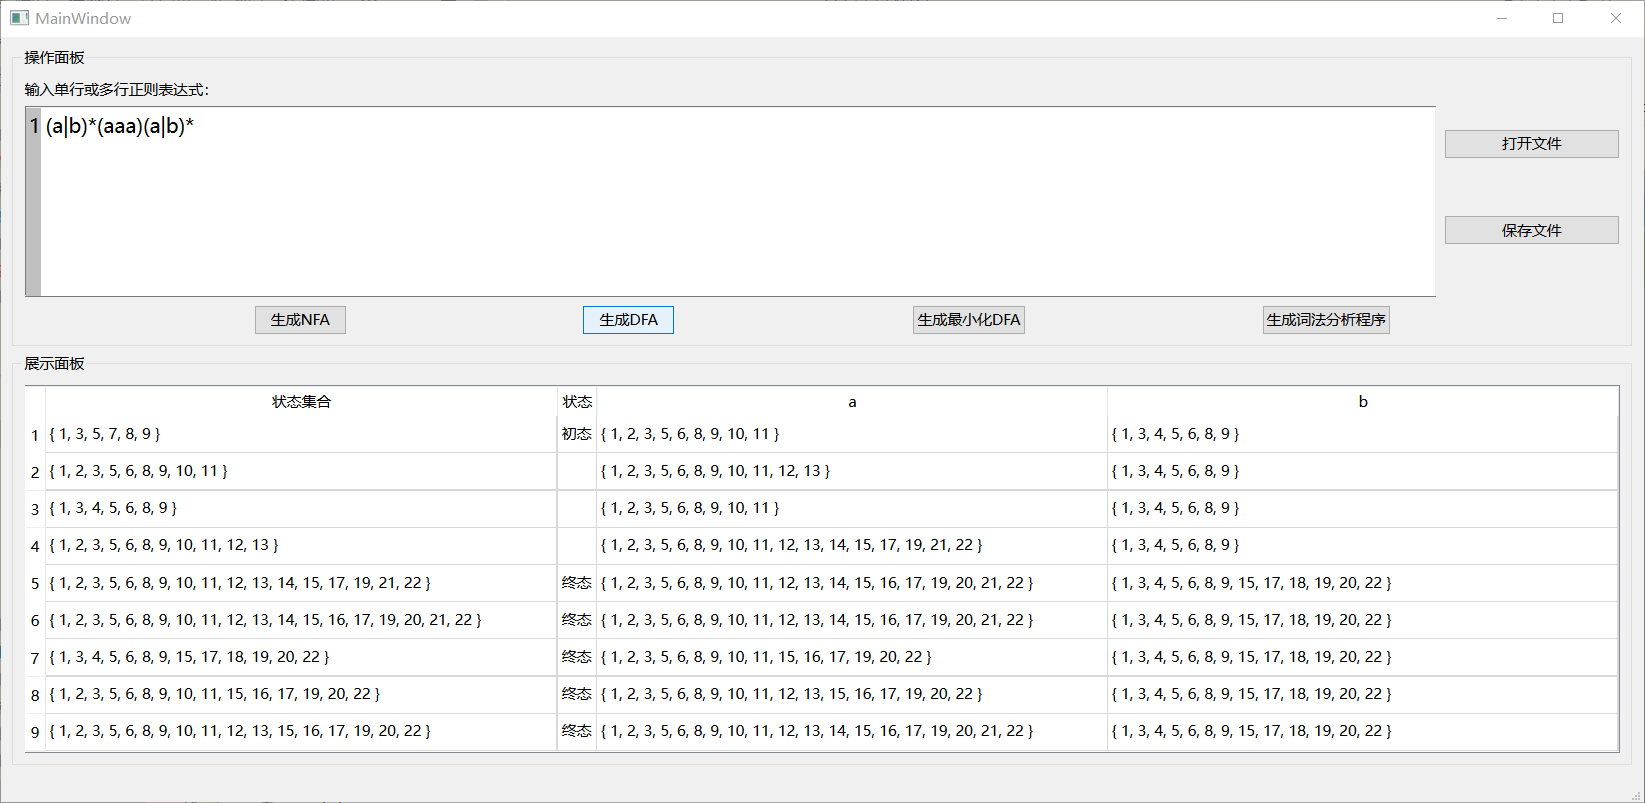 MainWindow
操作面板
输入单行或多行正则表达式：
1 (a|b)*(aaa)(a|b)*
打开文件
保存文件
生成NFA 生成DFA 生成最小化DFA 生成词法分析程序
展示面板
状态集合 状态 a b
1 { 1, 3, 5, 7, 8, 9 } 初态 { 1, 2, 3, 5, 6, 8, 9, 10, 11 } { 1, 3, 4, 5, 6, 8, 9 }
2 { 1, 2, 3, 5, 6, 8, 9, 10, 11 } { 1, 2, 3, 5, 6, 8, 9, 10, 11, 12, 13 } { 1, 3, 4, 5, 6, 8, 9 }
3 { 1, 3, 4, 5, 6, 8, 9 } { 1, 2, 3, 5, 6, 8, 9, 10, 11 } { 1, 3, 4, 5, 6, 8, 9 }
4 { 1, 2, 3, 5, 6, 8, 9, 10, 11, 12, 13 } { 1, 2, 3, 5, 6, 8, 9, 10, 11, 12, 13, 14, 15, 17, 19, 21, 22 } { 1, 3, 4, 5, 6, 8, 9 }
5 { 1, 2, 3, 5, 6, 8, 9, 10, 11, 12, 13, 14, 15, 17, 19, 21, 22 } 终态 { 1, 2, 3, 5, 6, 8, 9, 10, 11, 12, 13, 14, 15, 16, 17, 19, 20, 21, 22 } { 1, 3, 4, 5, 6, 8, 9, 15, 17, 18, 19, 20, 22 }
6 { 1, 2, 3, 5, 6, 8, 9, 10, 11, 12, 13, 14, 15, 16, 17, 19, 20, 21, 22 } 终态 { 1, 2, 3, 5, 6, 8, 9, 10, 11, 12, 13, 14, 15, 16, 17, 19, 20, 21, 22 } { 1, 3, 4, 5, 6, 8, 9, 15, 17, 18, 19, 20, 22 }
7 { 1, 3, 4, 5, 6, 8, 9, 15, 17, 18, 19, 20, 22 } 终态 { 1, 2, 3, 5, 6, 8, 9, 10, 11, 15, 16, 17, 19, 20, 22 } { 1, 3, 4, 5, 6, 8, 9, 15, 17, 18, 19, 20, 22 }
8 { 1, 2, 3, 5, 6, 8, 9, 10, 11, 15, 16, 17, 19, 20, 22 } 终态 { 1, 2, 3, 5, 6, 8, 9, 10, 11, 12, 13, 15, 16, 17, 19, 20, 22 } { 1, 3, 4, 5, 6, 8, 9, 15, 17, 18, 19, 20, 22 }
9 { 1, 2, 3, 5, 6, 8, 9, 10, 11, 12, 13, 15, 16, 17, 19, 20, 22 } 终态 { 1, 2, 3, 5, 6, 8, 9, 10, 11, 12, 13, 14, 15, 16, 17, 19, 20, 21, 22 } { 1, 3, 4, 5, 6, 8, 9, 15, 17, 18, 19, 20, 22 }